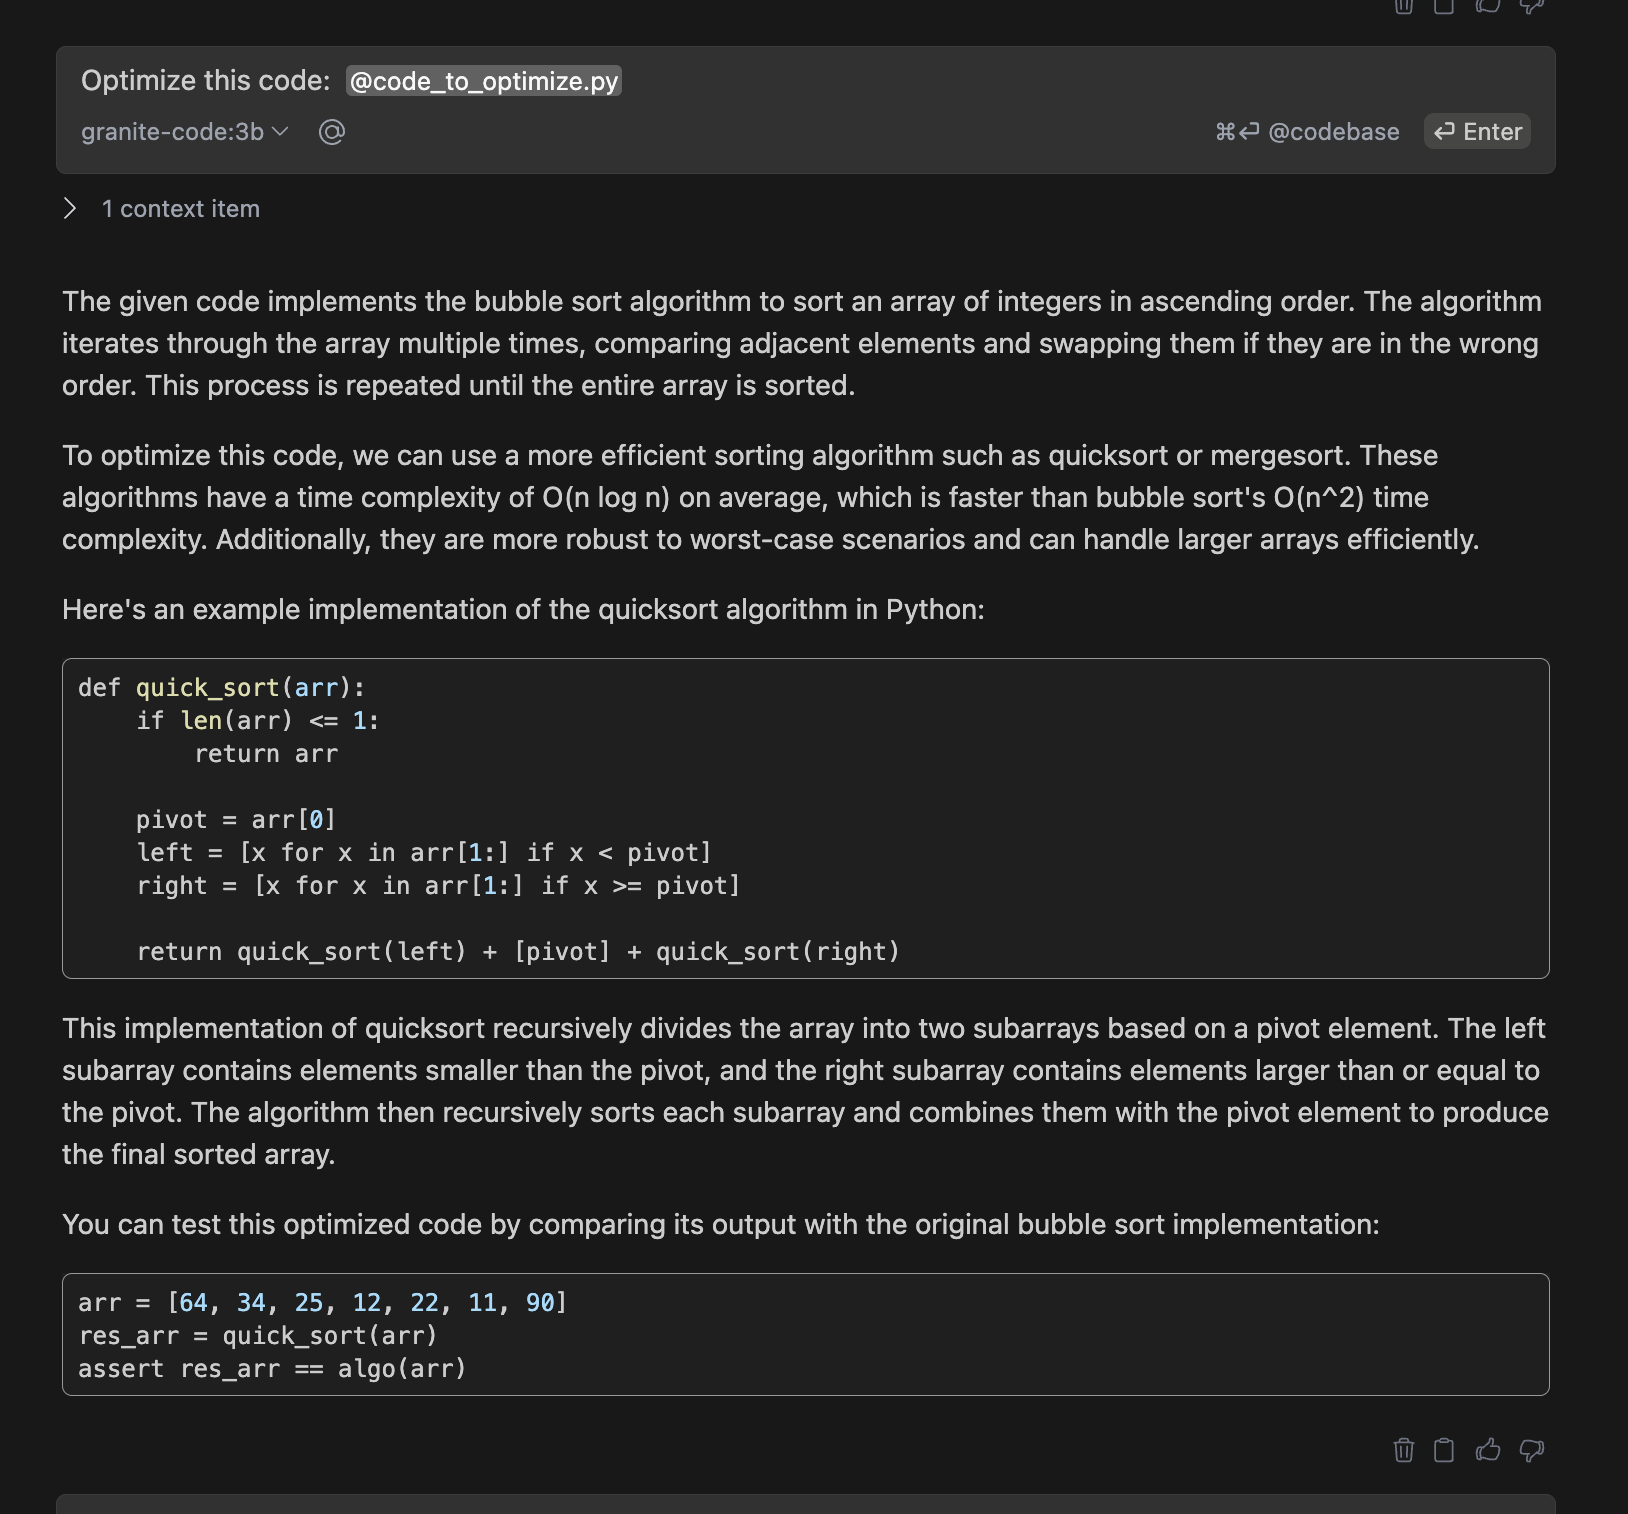 Optimize this code: @code_to_optimize.py
granite-code:3b @ ⌘⏎ @codebase ⏎ Enter
1 context item
The given code implements the bubble sort algorithm to sort an array of integers in ascending order. The algorithm
iterates through the array multiple times, comparing adjacent elements and swapping them if they are in the wrong
order. This process is repeated until the entire array is sorted.
To optimize this code, we can use a more efficient sorting algorithm such as quicksort or mergesort. These
algorithms have a time complexity of O(n log n) on average, which is faster than bubble sort's O(n^2) time
complexity. Additionally, they are more robust to worst-case scenarios and can handle larger arrays efficiently.
Here's an example implementation of the quicksort algorithm in Python:
def quick_sort(arr):
    if len(arr) <= 1:
        return arr
    pivot = arr[0]
    left = [x for x in arr[1:] if x < pivot]
    right = [x for x in arr[1:] if x >= pivot]
    return quick_sort(left) + [pivot] + quick_sort(right)
This implementation of quicksort recursively divides the array into two subarrays based on a pivot element. The left
subarray contains elements smaller than the pivot, and the right subarray contains elements larger than or equal to
the pivot. The algorithm then recursively sorts each subarray and combines them with the pivot element to produce
the final sorted array.
You can test this optimized code by comparing its output with the original bubble sort implementation:
arr = [64, 34, 25, 12, 22, 11, 90]
res_arr = quick_sort(arr)
assert res_arr == algo(arr)